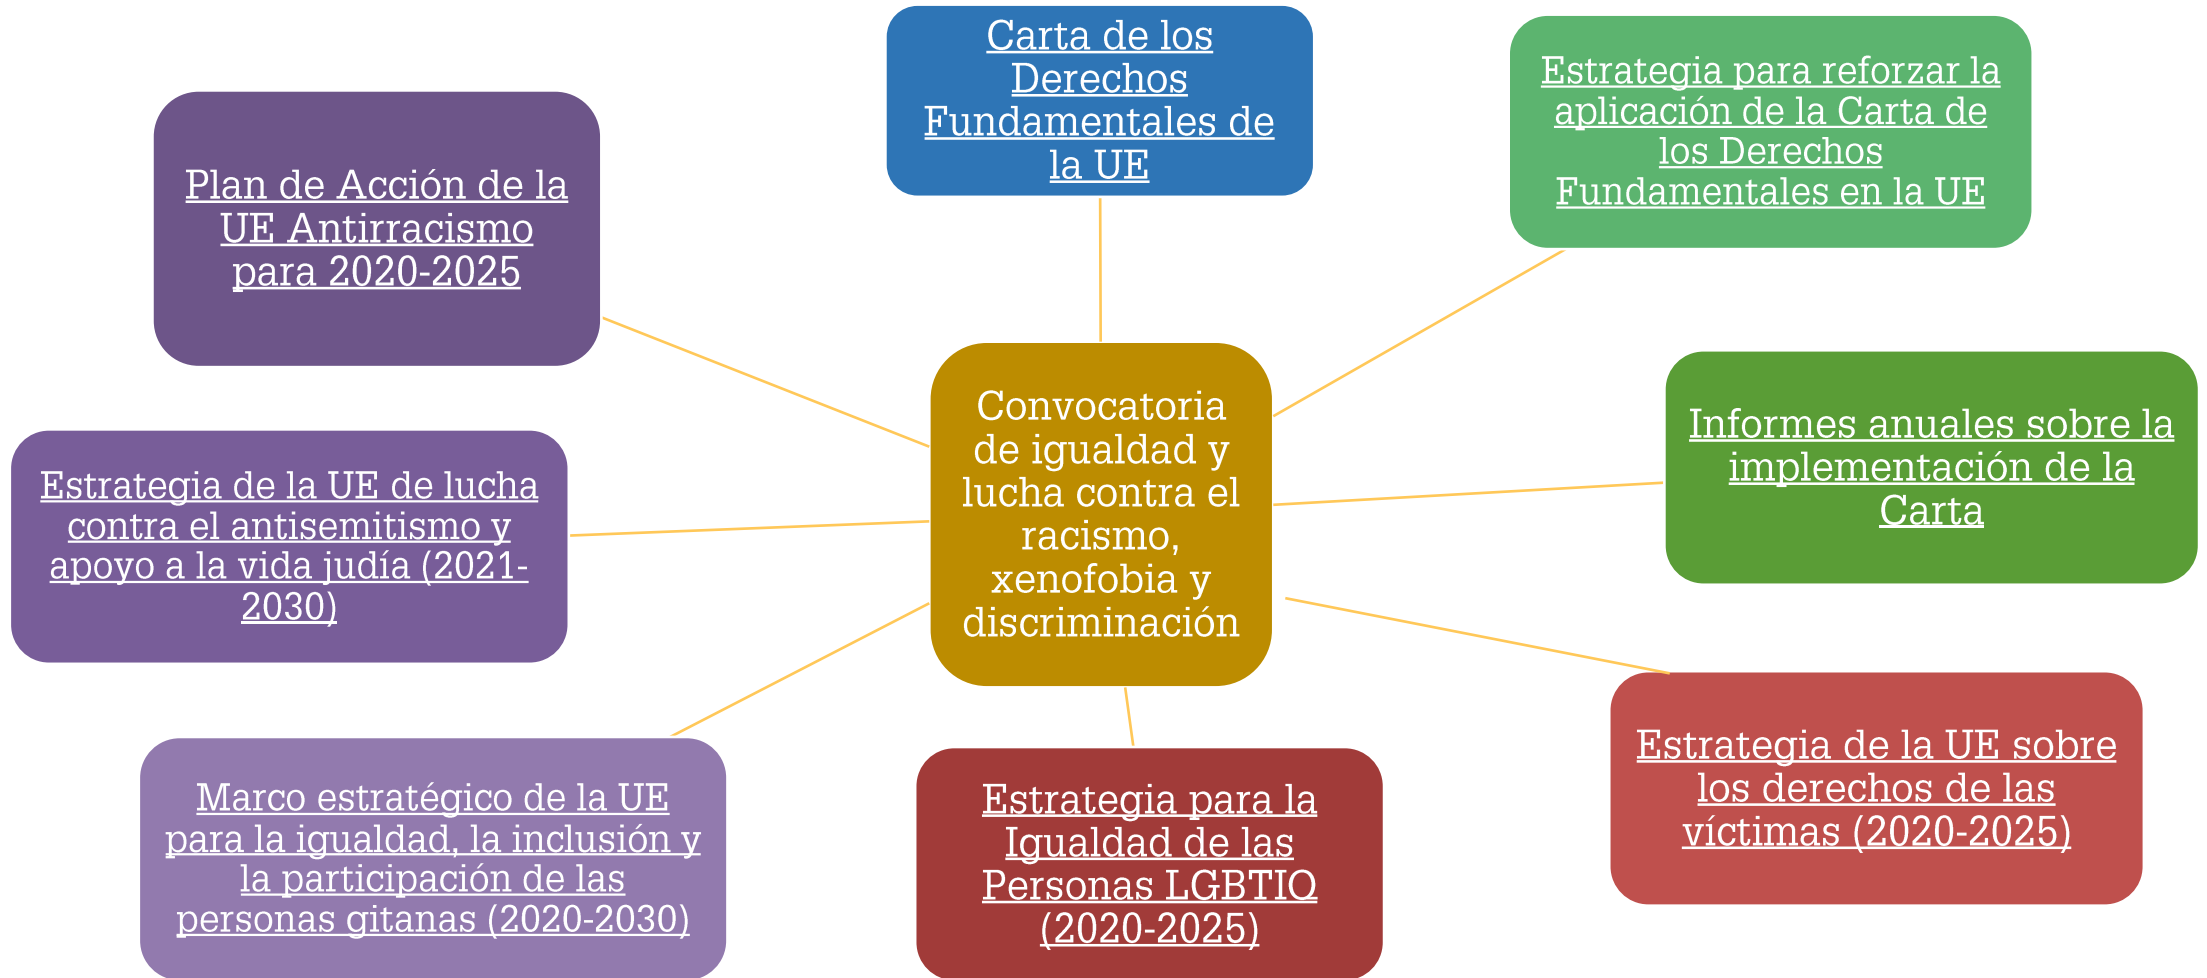 Carta de los
Derechos
Fundamentales de
la UE
Estrategia para reforzar la
aplicación de la Carta de
los Derechos
Fundamentales en la UE
Plan de Acción de la
UE Antirracismo
para 2020-2025
Convocatoria
de igualdad y
lucha contra el
racismo,
xenofobia y
discriminación
Informes anuales sobre la
implementación de la
Carta
Estrategia de la UE de lucha
contra el antisemitismo y
apoyo a la vida judía (2021-
2030)
Estrategia de la UE sobre
los derechos de las
víctimas (2020-2025)
Marco estratégico de la UE
para la igualdad, la inclusión y
la participación de las
personas gitanas (2020-2030)
Estrategia para la
Igualdad de las
Personas LGBTIQ
(2020-2025)